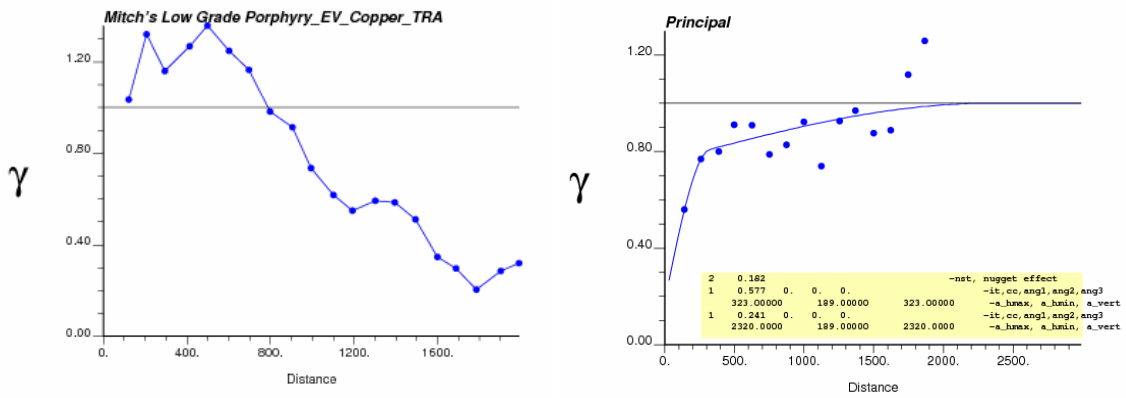 Mitch's Low Grade Porphyry_EV_Copper_TRA
γ
1.20
0.80
0.40
0.00
0. 400. 800. 1200. 1600.
Distance
Principal
γ
1.20
0.80
0.40
0.00
2 0.182 -nst, nugget effect
1 0.577 0. 0. 0. -it,cc,ang1,ang2,ang3
323.00000 189.00000 323.00000 -a_hmax, a_hmin, a_vert
1 0.241 0. 0. 0. -it,cc,ang1,ang2,ang3
2320.0000 189.00000 2320.0000 -a_hmax, a_hmin, a_vert
0. 500. 1000. 1500. 2000. 2500.
Distance